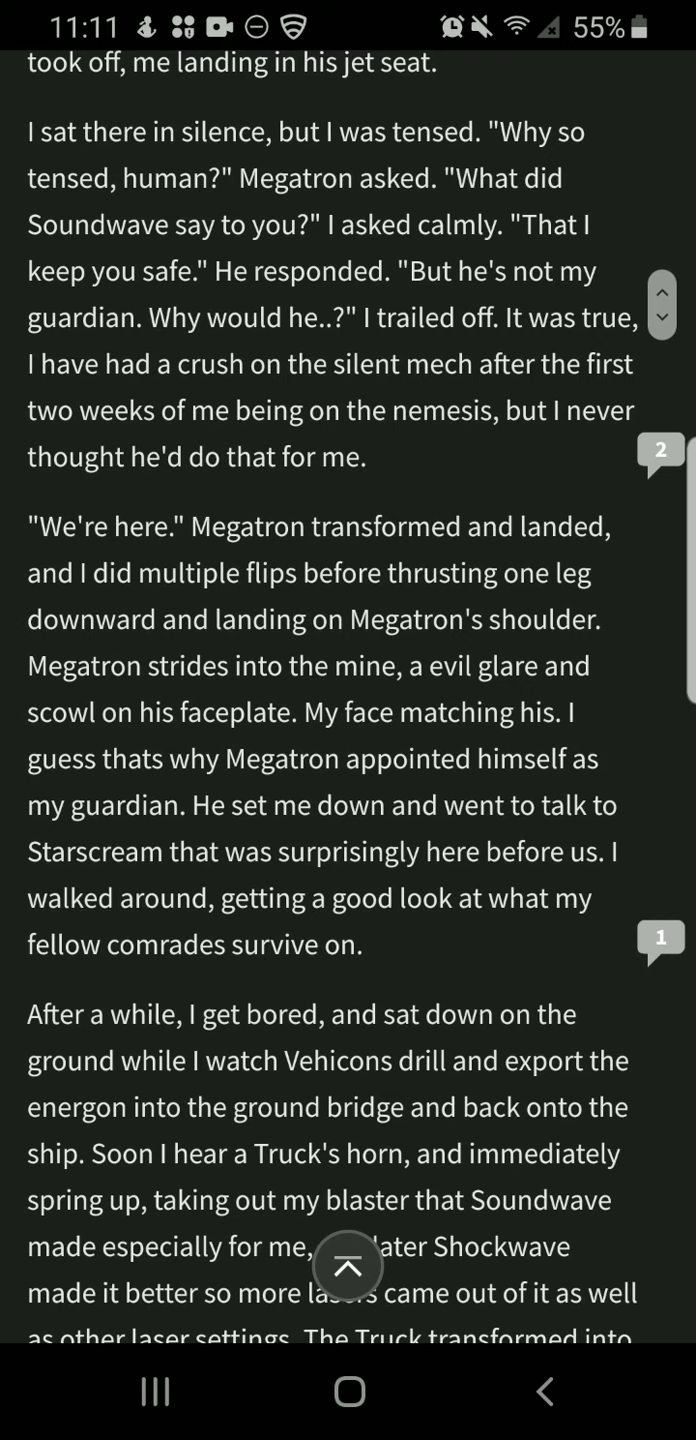 11:11 55%
took off, me landing in his jet seat.
I sat there in silence, but I was tensed. "Why so
tensed, human?" Megatron asked. "What did
Soundwave say to you?" I asked calmly. "That I
keep you safe." He responded. "But he's not my
guardian. Why would he..?" I trailed off. It was true,
I have had a crush on the silent mech after the first
two weeks of me being on the nemesis, but I never
thought he'd do that for me.
2
"We're here." Megatron transformed and landed,
and I did multiple flips before thrusting one leg
downward and landing on Megatron's shoulder.
Megatron strides into the mine, a evil glare and
scowl on his faceplate. My face matching his. I
guess thats why Megatron appointed himself as
my guardian. He set me down and went to talk to
Starscream that was surprisingly here before us. I
walked around, getting a good look at what my
fellow comrades survive on.
1
After a while, I get bored, and sat down on the
ground while I watch Vehicons drill and export the
energon into the ground bridge and back onto the
ship. Soon I hear a Truck's horn, and immediately
spring up, taking out my blaster that Soundwave
made especially for me, later Shockwave
made it better so more lasers came out of it as well
as other laser settings. The Truck transformed into